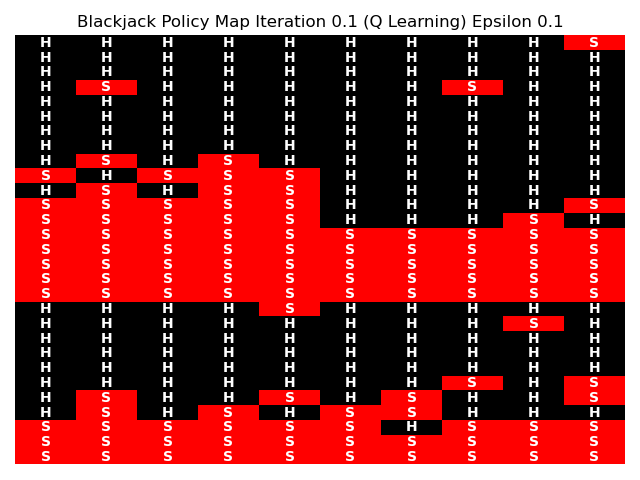 Blackjack Policy Map Iteration 0.1 (Q Learning) Epsilon 0.1
H H H H H H H H H S
H H H H H H H H H H
H H H H H H H H H H
H S H H H H H S H H
H H H H H H H H H H
H H H H H H H H H H
H H H H H H H H H H
H H H H H H H H H H
H S H S H H H H H H
S H S S S H H H H H
H S H S S H H H H H
S S S S S H H H H S
S S S S S H H H S H
S S S S S S S S S S
S S S S S S S S S S
S S S S S S S S S S
S S S S S S S S S S
S S S S S S S S S S
H H H H S H H H H H
H H H H H H H H S H
H H H H H H H H H H
H H H H H H H H H H
H H H H H H H H H H
H H H H H H H S H S
H S H H S H S H H S
H S H S H S S H H H
S S S S S S H S S S
S S S S S S S S S S
S S S S S S S S S S